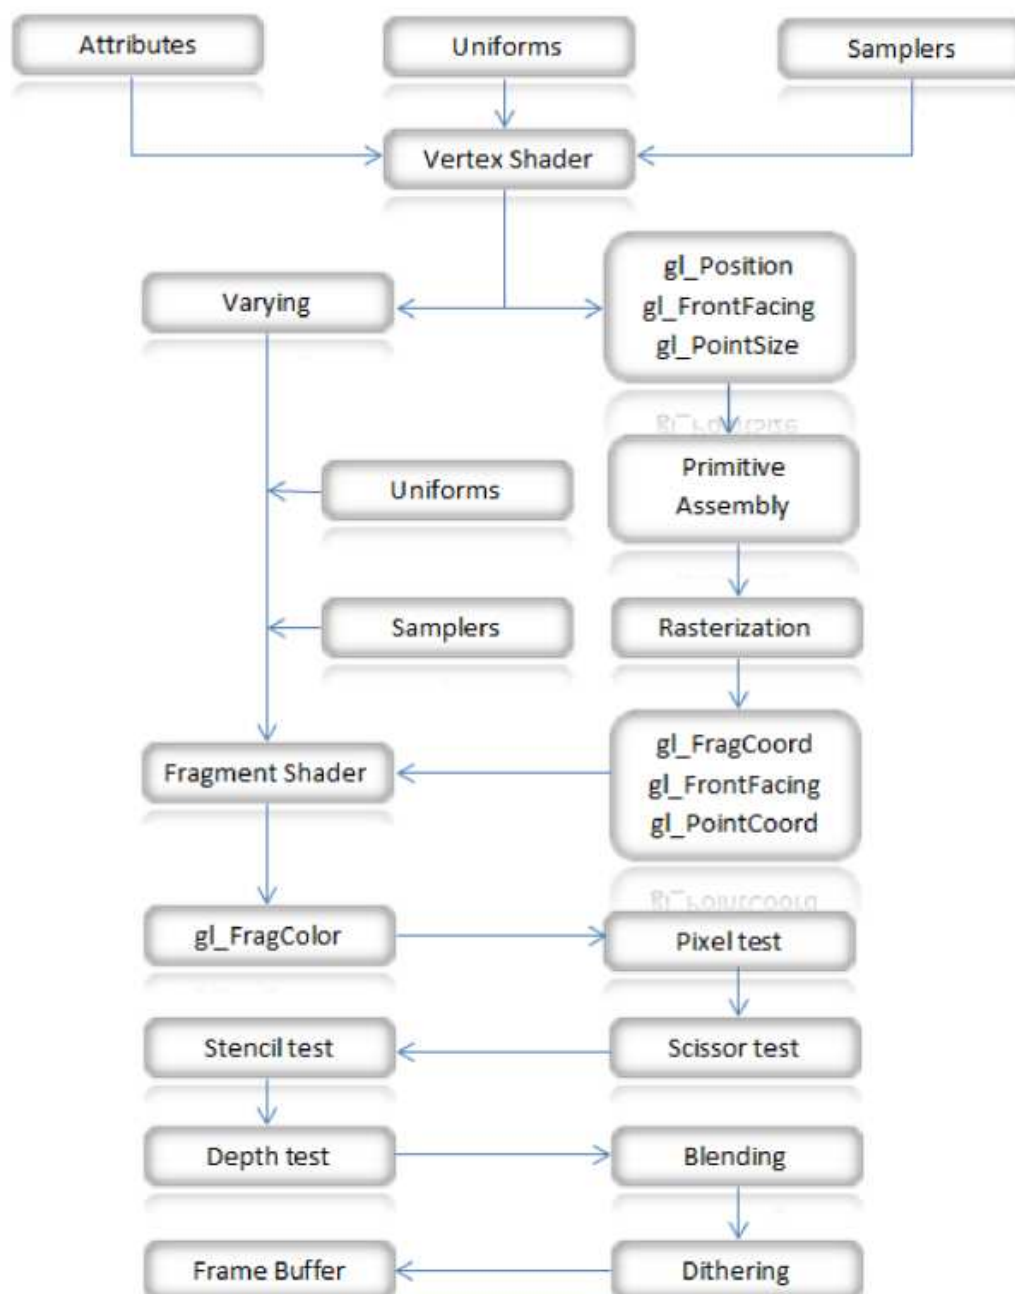 Attributes
Uniforms
Samplers
Vertex Shader
Varying
gl_Position
gl_FrontFacing
gl_PointSize
Primitive
Assembly
Uniforms
Samplers
Rasterization
Fragment Shader
gl_FragCoord
gl_FrontFacing
gl_PointCoord
gl_FragColor
Pixel test
Stencil test
Scissor test
Depth test
Blending
Frame Buffer
Dithering